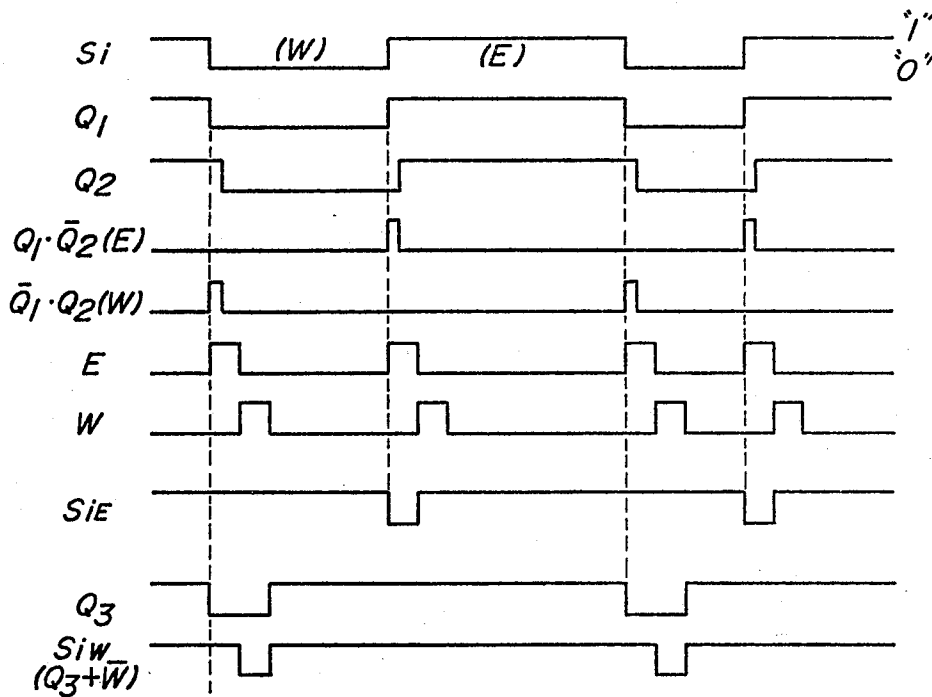 Si (W) (E) "1"
"0"
Q1
Q2
Q1·Q̄2(E)
Q̄1·Q2(W)
E
W
SiE
Q3
SiW
(Q3+W̄)